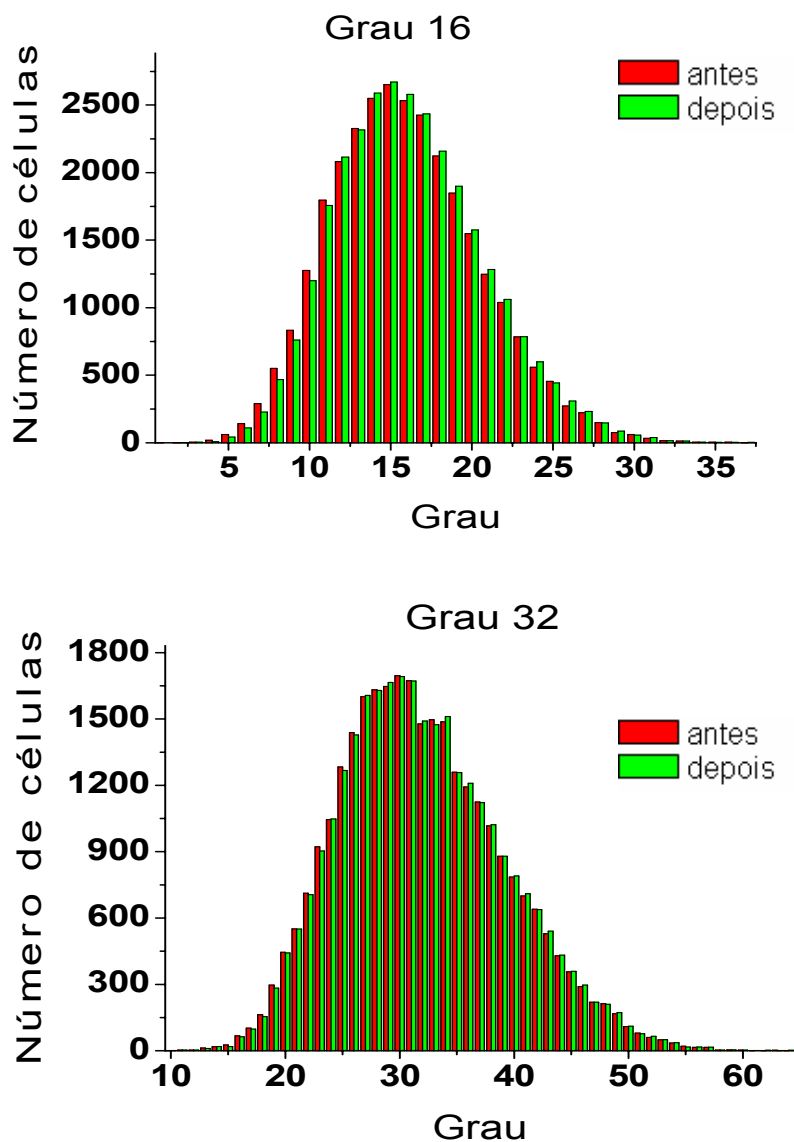 Grau 16
antes
depois
Número de células
2500
2000
1500
1000
500
0
5 10 15 20 25 30 35
Grau
Grau 32
antes
depois
Número de células
1800
1500
1200
900
600
300
0
10 20 30 40 50 60
Grau